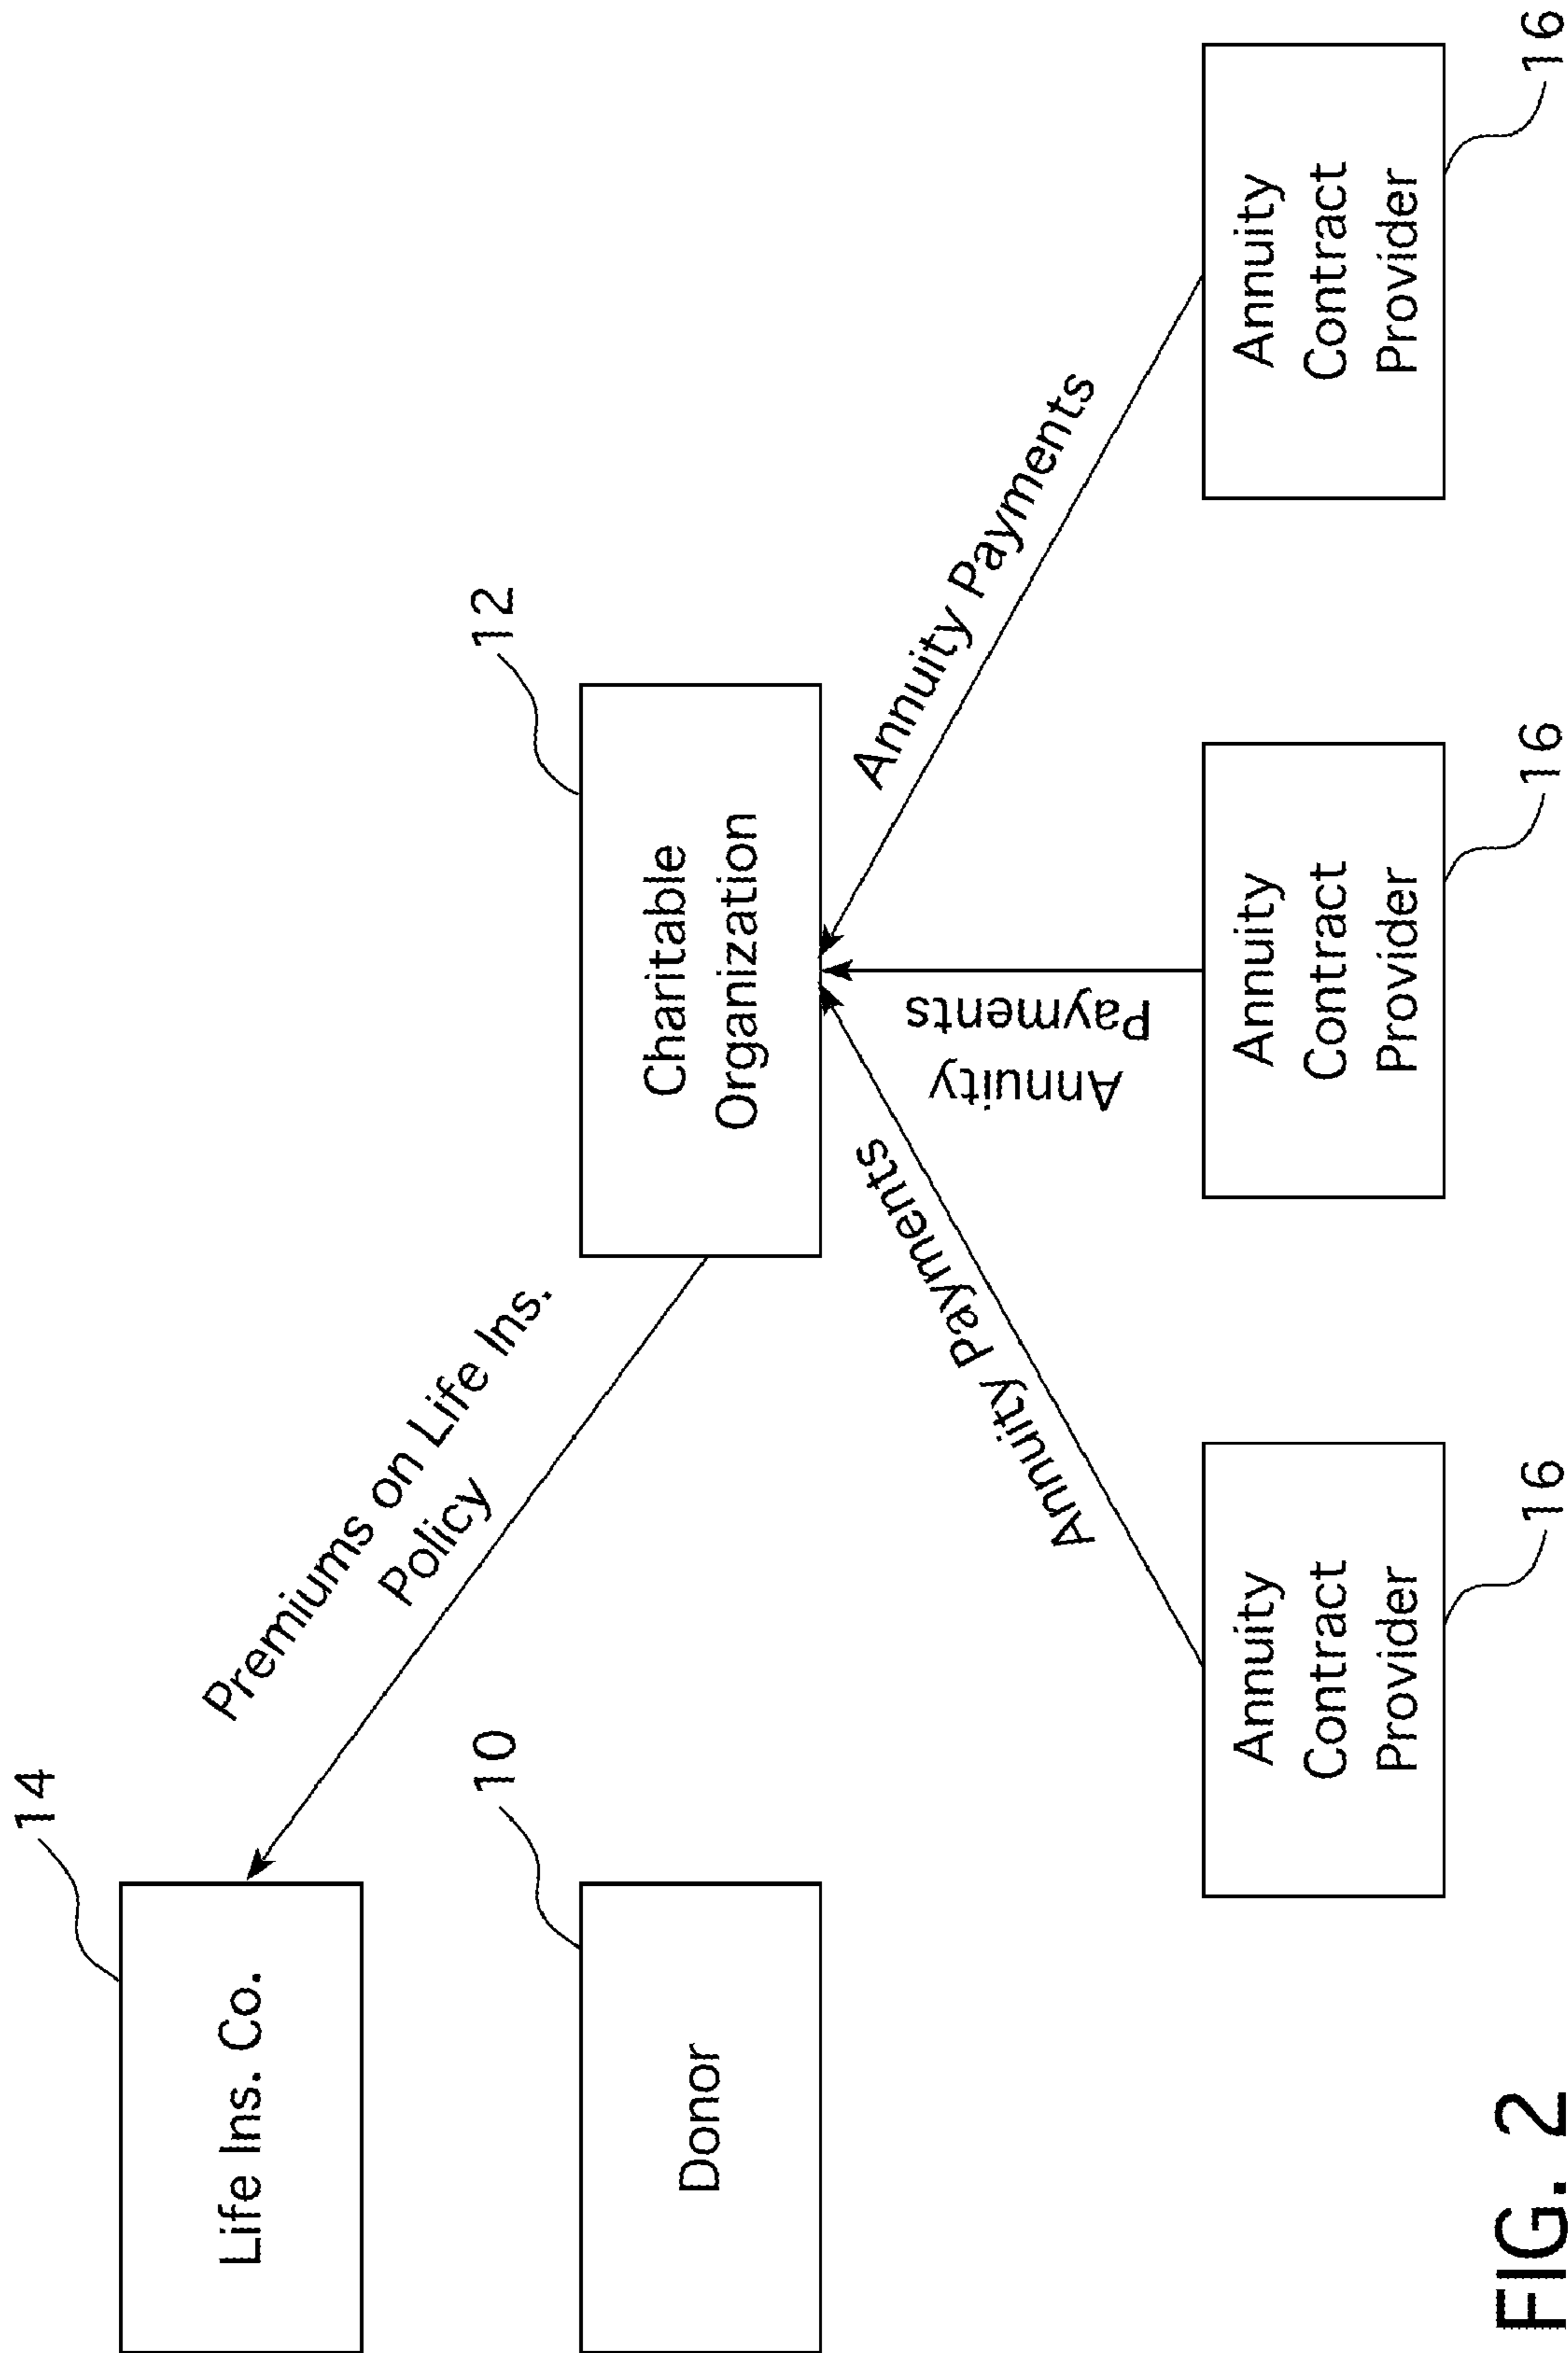 14
Life Ins. Co.
Premiums on Life Ins.
Policy
10
Donor
12
Charitable
Organization
Annuity Payments
Annuity
Payments
Annuity Payments
Annuity
Contract
Provider
16
Annuity
Contract
Provider
16
Annuity
Contract
Provider
16
FIG. 2